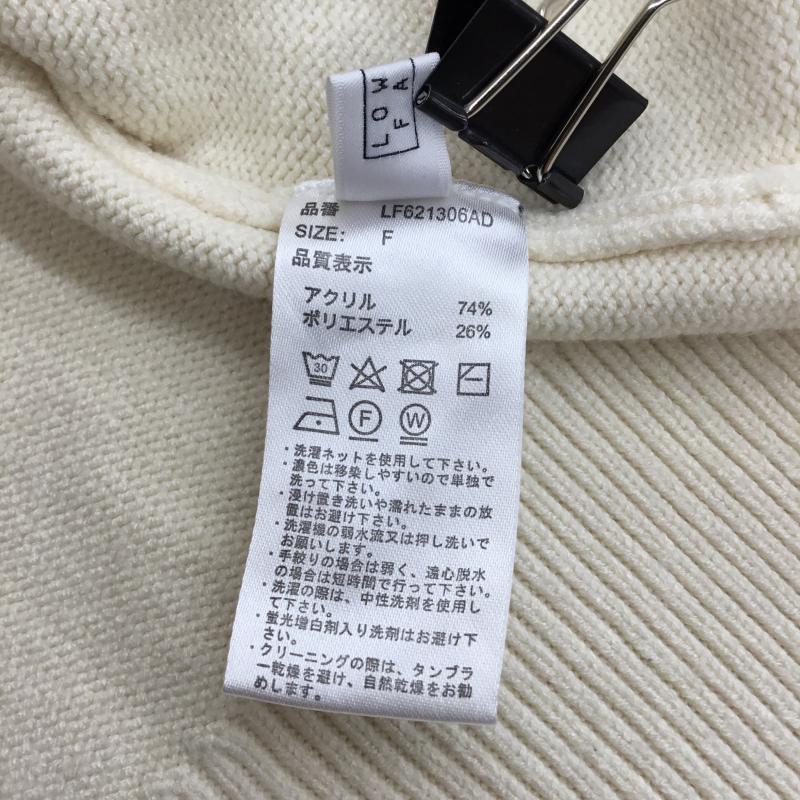 LOW
FA
品番 LF621306AD
SIZE: F
品質表示
アクリル 74%
ポリエステル 26%
30
F W
・洗濯ネットを使用して下さい。
・濃色は移染しやすいので単独で
洗って下さい。
・浸け置き洗いや濡れたままの放
置はお避け下さい。
・洗濯機の弱水流又は押し洗いで
お願いします。
・手絞りの場合は弱く、遠心脱水
の場合は短時間で行って下さい。
・洗濯の際は、中性洗剤を使用し
て下さい。
・蛍光増白剤入り洗剤はお避け下
さい。
・クリーニングの際は、タンブラ
ー乾燥を避け、自然乾燥をお勧
めします。